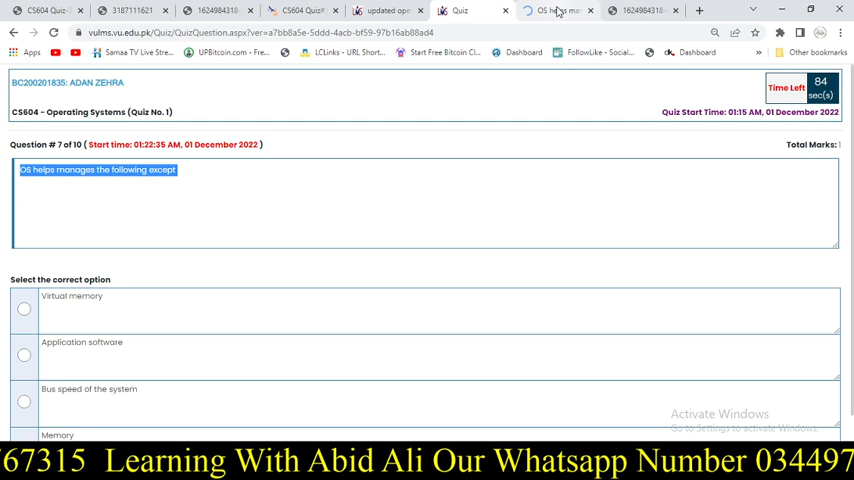 CS604 Quiz-
3187111621
1624984318-
CS604 Quiz#
updated ope
Quiz
OS helps ma
1624984318-
vulms.vu.edu.pk/Quiz/QuizQuestion.aspx?ver=a7bb8a5e-5ddd-4acb-bf59-97b16ab88ad4
Apps
Samaa TV Live Stre...
UPBitcoin.com - Fre...
LCLinks - URL Short...
Start Free Bitcoin Cl...
Dashboard
FollowLike - Social...
Dashboard
»
Other bookmarks
BC200201835: ADAN ZEHRA
Time Left 84 sec(s)
CS604 - Operating Systems (Quiz No. 1)
Quiz Start Time: 01:15 AM, 01 December 2022
Question # 7 of 10 ( Start time: 01:22:35 AM, 01 December 2022 )
Total Marks: 1
OS helps manages the following except
Select the correct option
Virtual memory
Application software
Bus speed of the system
Memory
Activate Windows
Go to Settings to activate Windows.
67315 Learning With Abid Ali Our Whatsapp Number 034497